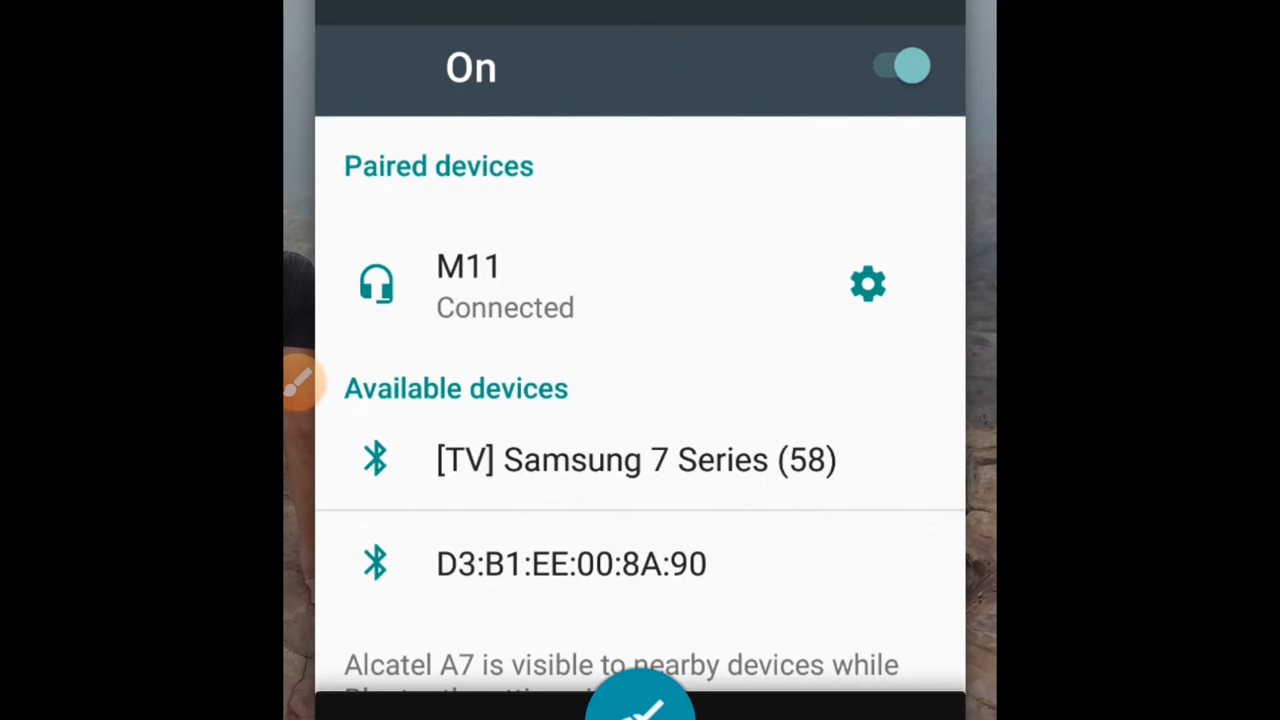 On
Paired devices
M11
Connected
Available devices
[TV] Samsung 7 Series (58)
D3:B1:EE:00:8A:90
Alcatel A7 is visible to nearby devices while